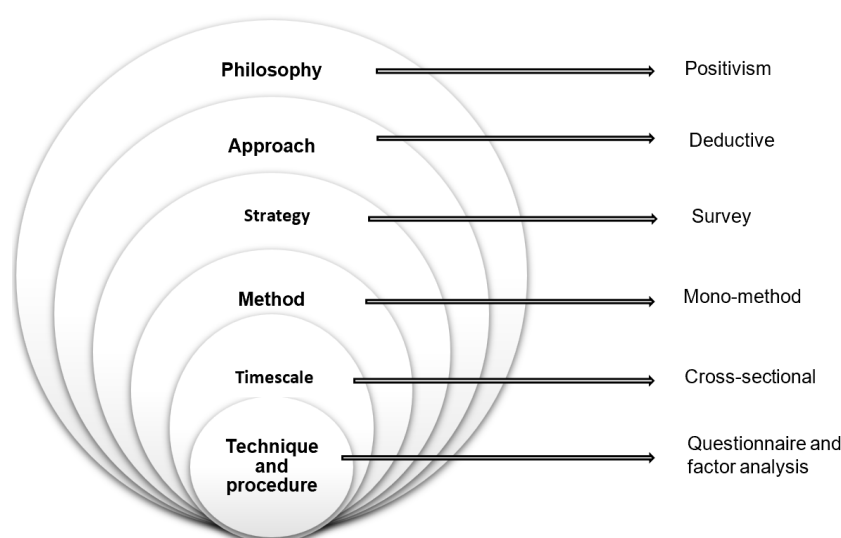 Philosophy
Positivism
Approach
Deductive
Strategy
Survey
Method
Mono-method
Timescale
Cross-sectional
Technique
and
procedure
Questionnaire and
factor analysis